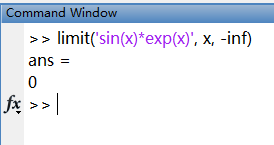 Command Window
>> limit('sin(x)*exp(x)', x, -inf)
ans =
0
fx >>